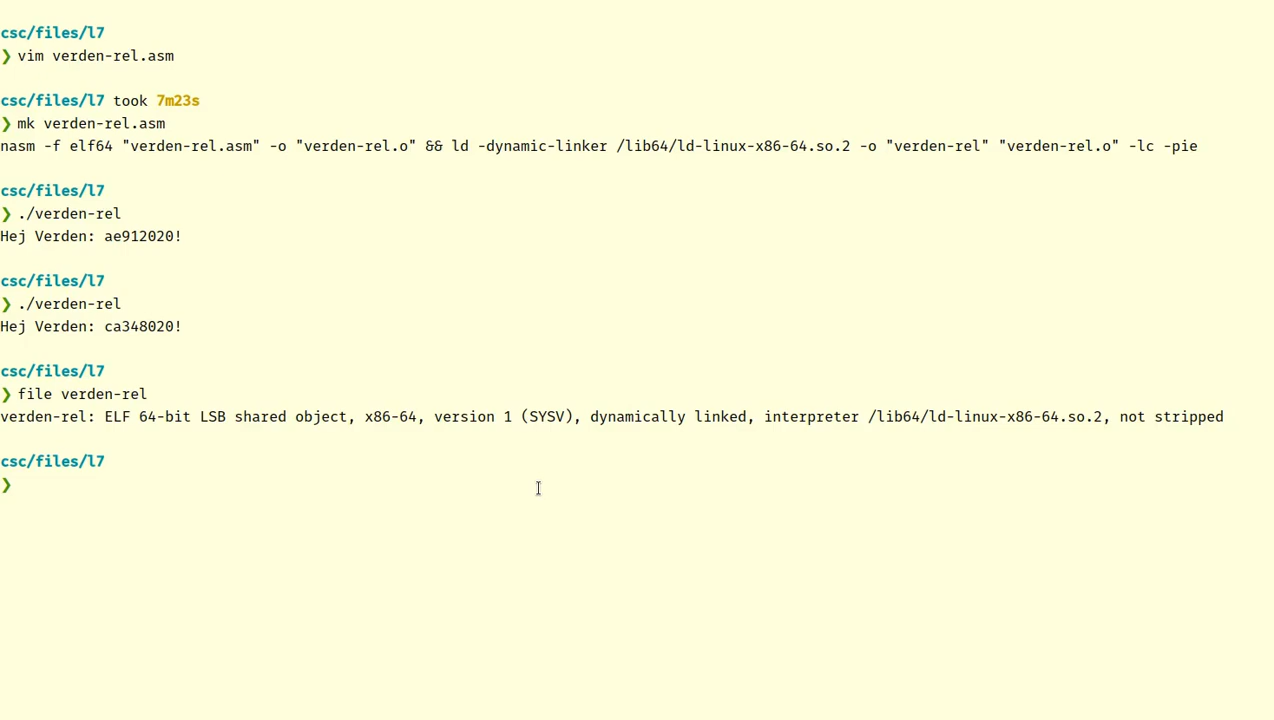 csc/files/l7
❯ vim verden-rel.asm
csc/files/l7 took 7m23s
❯ mk verden-rel.asm
nasm -f elf64 "verden-rel.asm" -o "verden-rel.o" && ld -dynamic-linker /lib64/ld-linux-x86-64.so.2 -o "verden-rel" "verden-rel.o" -lc -pie
csc/files/l7
❯ ./verden-rel
Hej Verden: ae912020!
csc/files/l7
❯ ./verden-rel
Hej Verden: ca348020!
csc/files/l7
❯ file verden-rel
verden-rel: ELF 64-bit LSB shared object, x86-64, version 1 (SYSV), dynamically linked, interpreter /lib64/ld-linux-x86-64.so.2, not stripped
csc/files/l7
❯